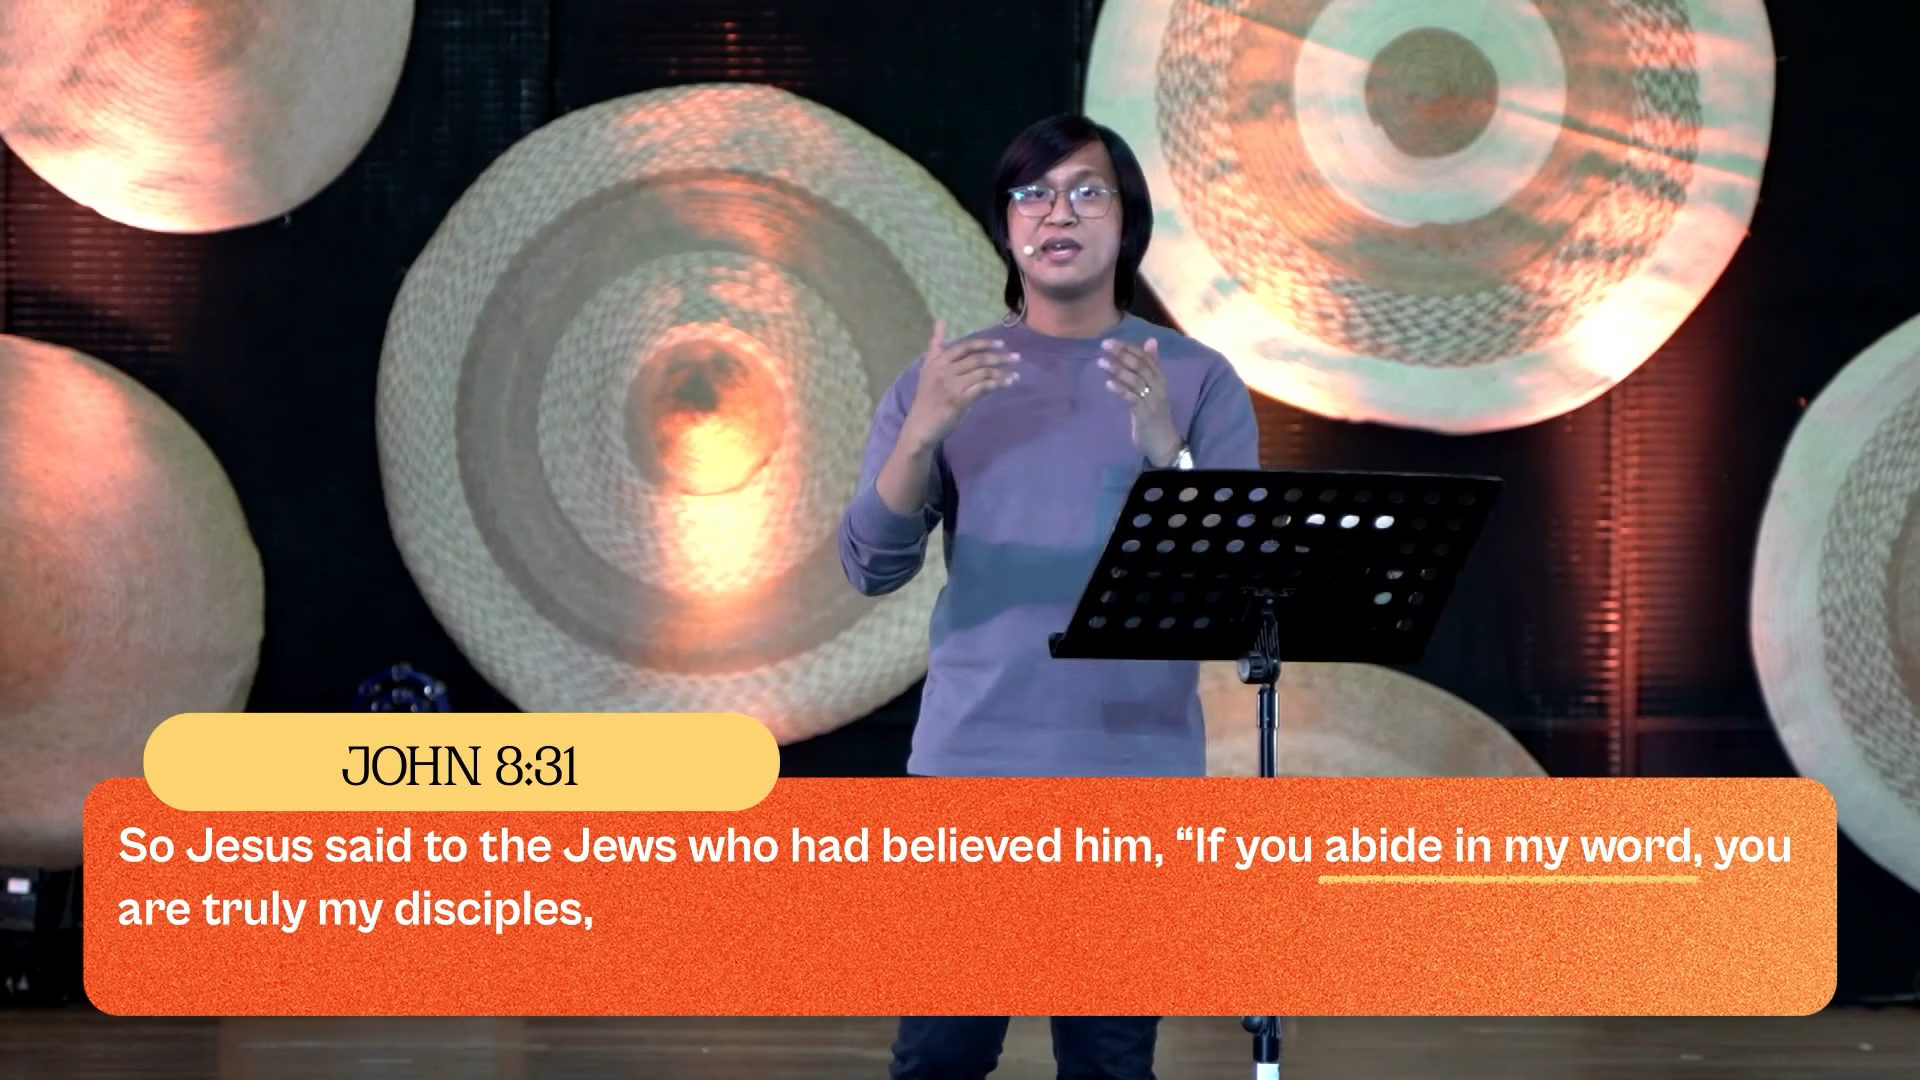 JOHN 8:31
So Jesus said to the Jews who had believed him, “If you abide in my word, you
are truly my disciples,